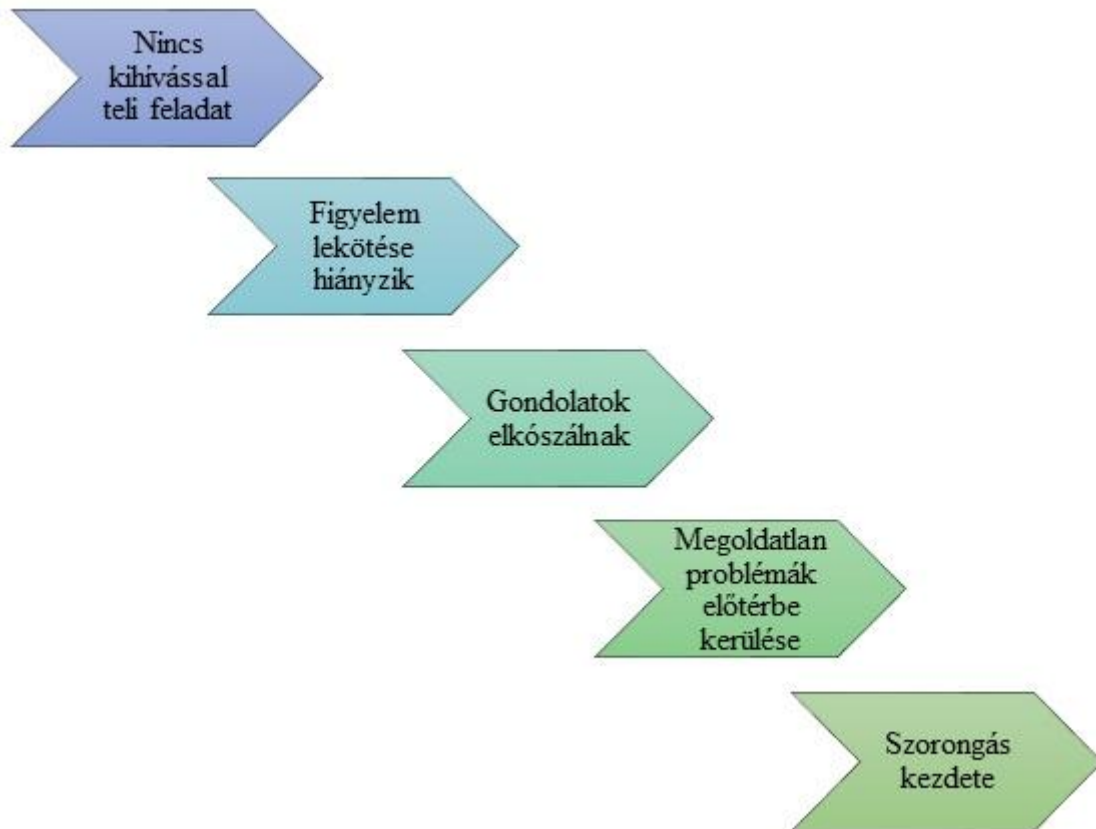 Nincs
kihívással
teli feladat
Figyelem
lekötése
hiányzik
Gondolatok
elkószálnak
Megoldatlan
problémák
előtérbe
kerülése
Szorongás
kezdete